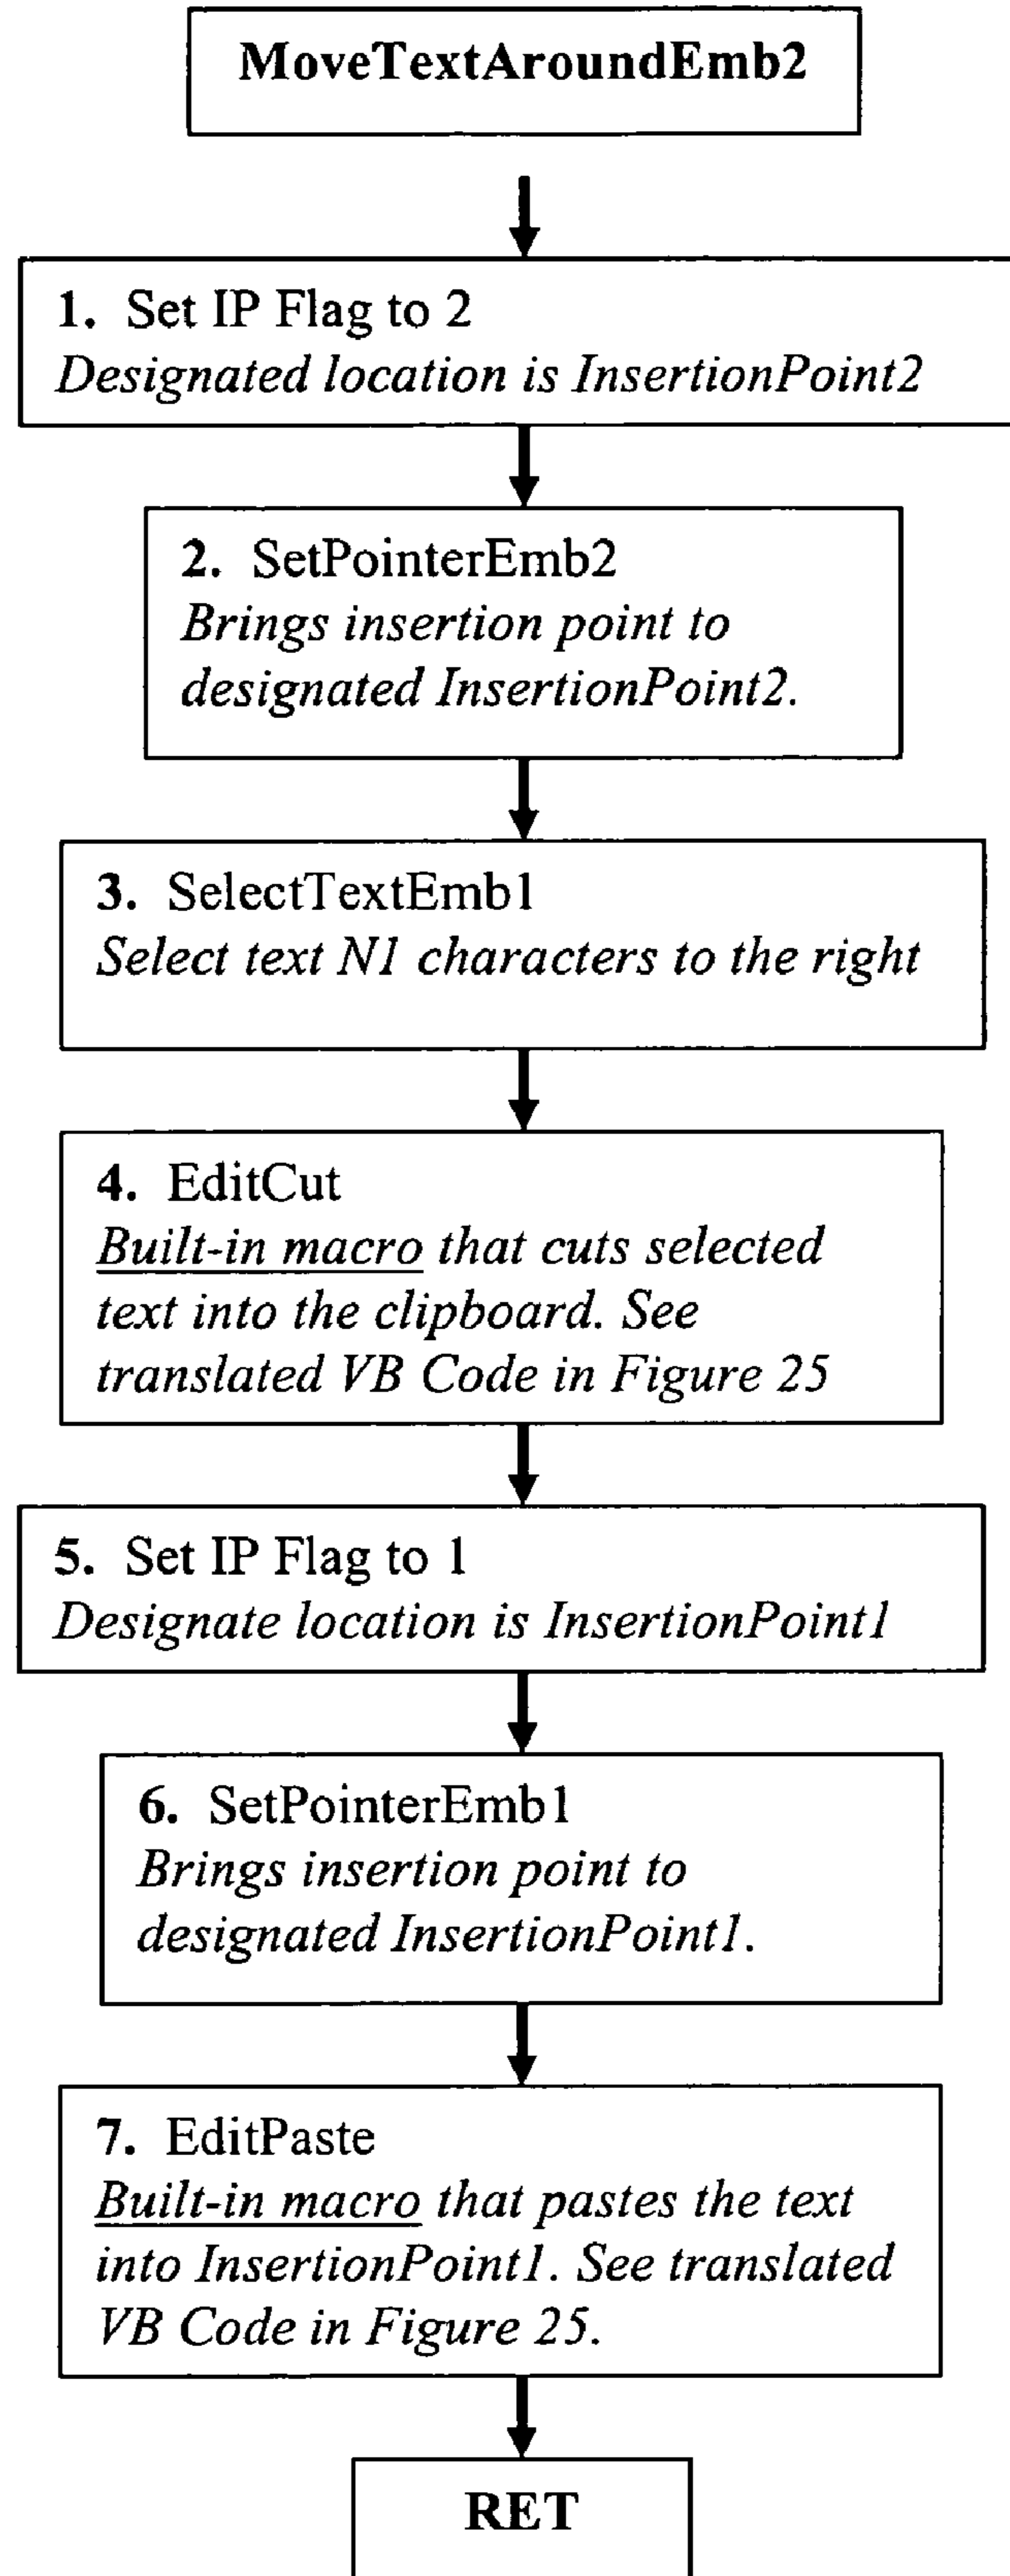 MoveTextAroundEmb2
1. Set IP Flag to 2
Designated location is InsertionPoint2
2. SetPointerEmb2
Brings insertion point to
designated InsertionPoint2.
3. SelectTextEmb1
Select text N1 characters to the right
4. EditCut
Built-in macro that cuts selected
text into the clipboard. See
translated VB Code in Figure 25
5. Set IP Flag to 1
Designate location is InsertionPoint1
6. SetPointerEmb1
Brings insertion point to
designated InsertionPoint1.
7. EditPaste
Built-in macro that pastes the text
into InsertionPoint1. See translated
VB Code in Figure 25.
RET